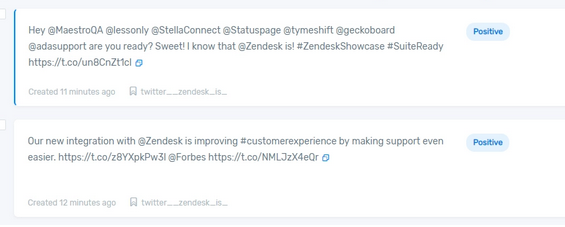 Hey @MaestroQA @lessonly @StellaConnect @Statuspage @tymeshift @geckoboard
Positive
@adasupport are you ready? Sweet! I know that @Zendesk is! #ZendeskShowcase #SuiteReady
https://t.co/un8CnZt1cl
Created 11 minutes ago twitter__zendesk_is_
Our new integration with @Zendesk is improving #customerexperience by making support even
Positive
easier. https://t.co/z8YXpkPw3l @Forbes https://t.co/NMLJzX4eQr
Created 12 minutes ago twitter__zendesk_is_